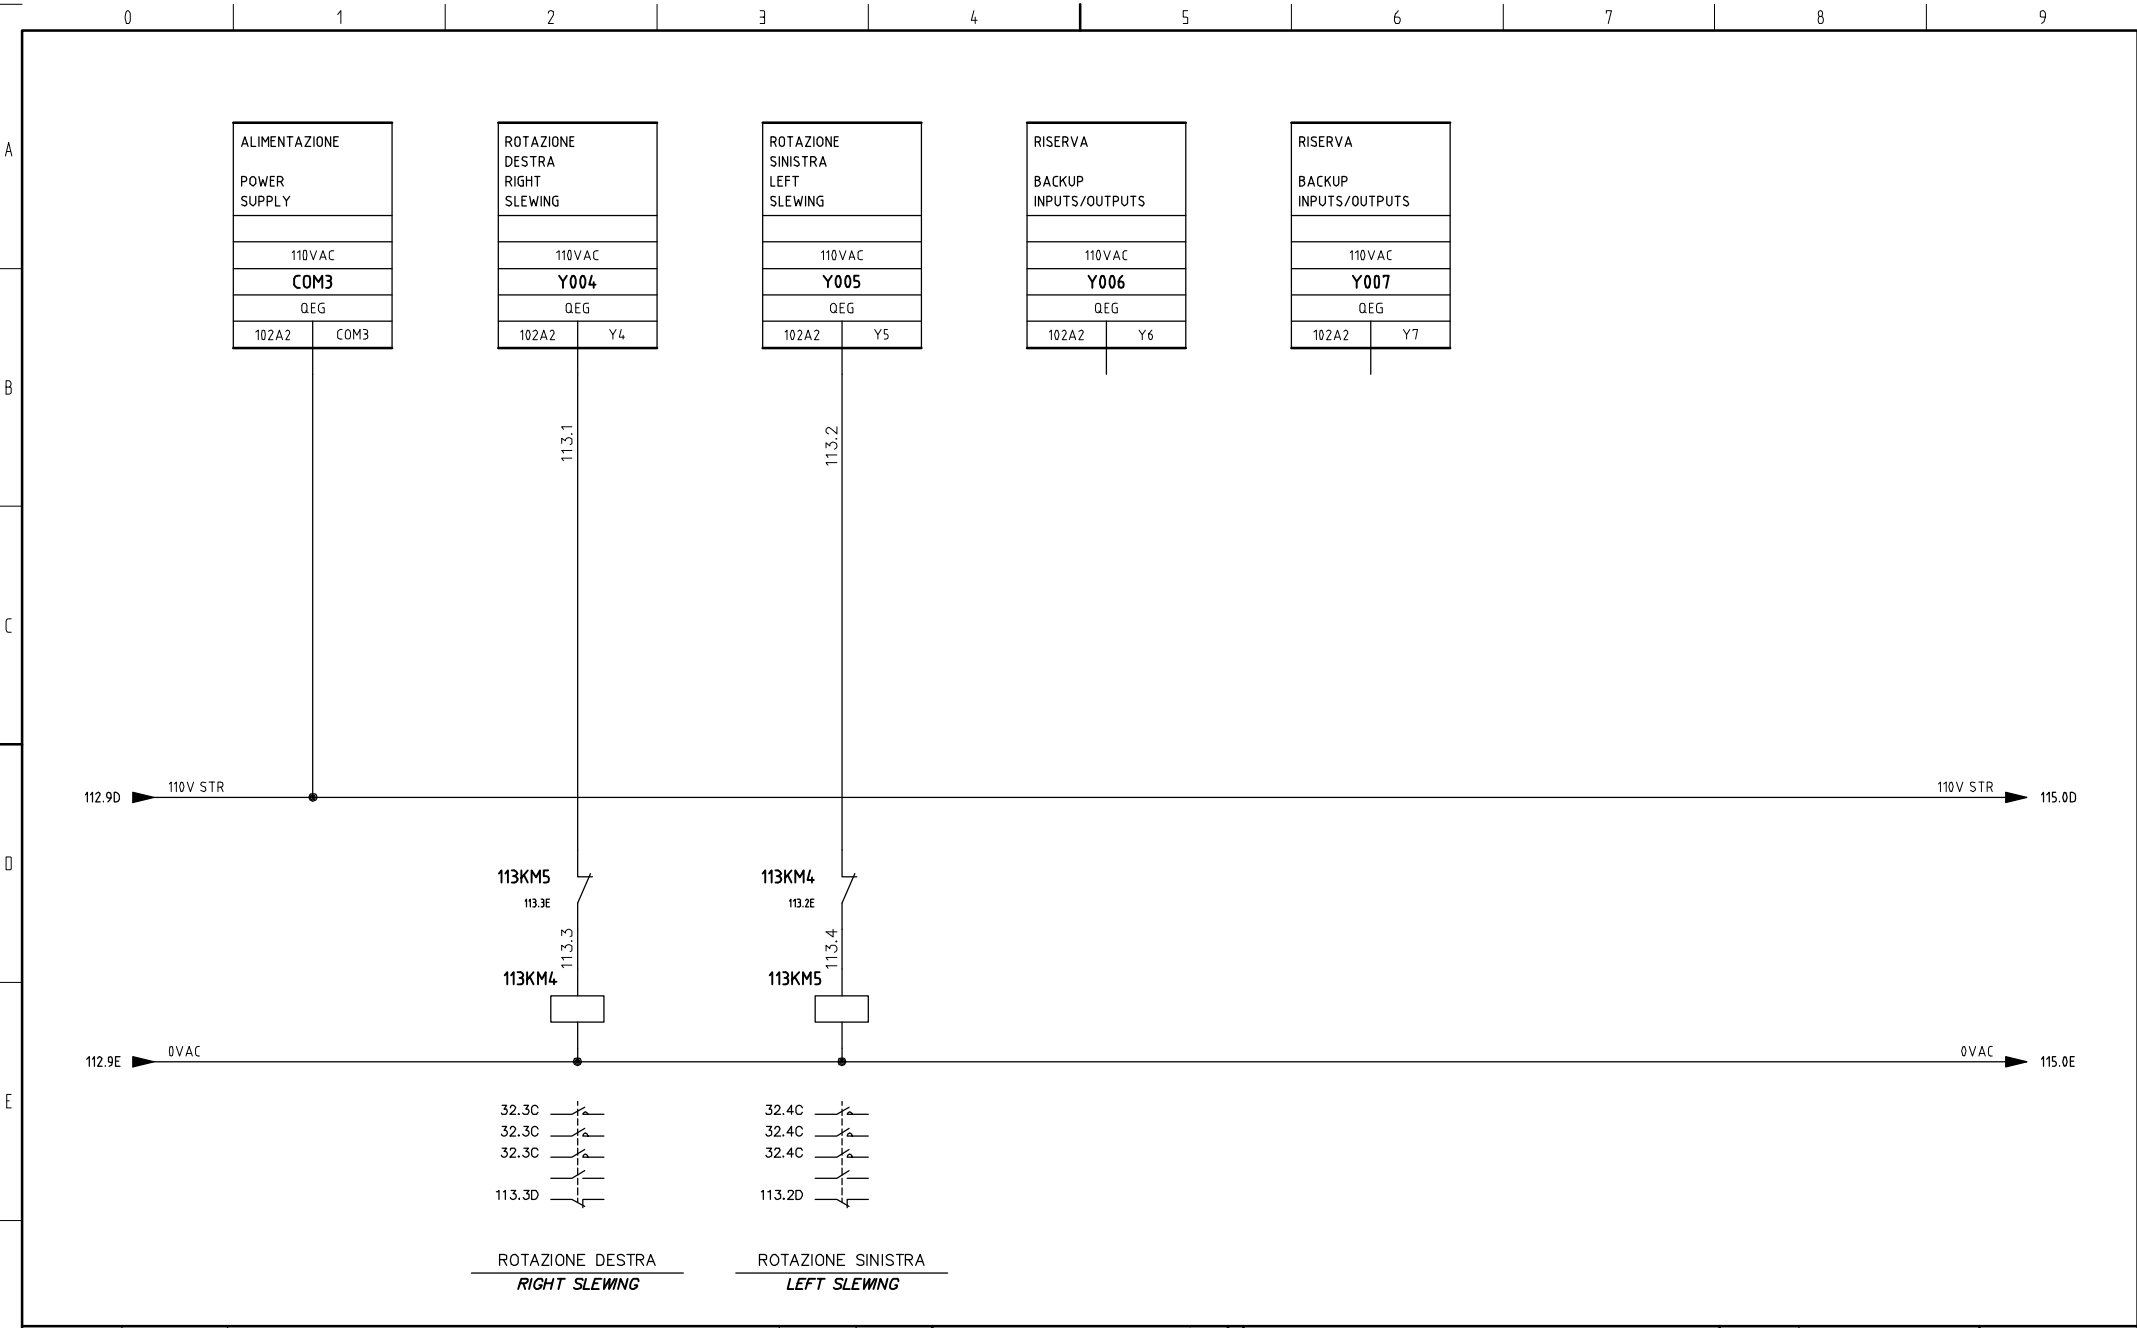 0 1 2 3 4 5 6 7 8 9
A
ALIMENTAZIONE
POWER
SUPPLY
110VAC
COM3
QEG
102A2 COM3
ROTAZIONE
DESTRA
RIGHT
SLEWING
110VAC
Y004
QEG
102A2 Y4
ROTAZIONE
SINISTRA
LEFT
SLEWING
110VAC
Y005
QEG
102A2 Y5
RISERVA
BACKUP
INPUTS/OUTPUTS
110VAC
Y006
QEG
102A2 Y6
RISERVA
BACKUP
INPUTS/OUTPUTS
110VAC
Y007
QEG
102A2 Y7
B
113.1
113.2
C
112.9D 110V STR 110V STR 115.0D
D
113KM5
113.3E
113.3
113KM4
113KM4
113.2E
113.4
113KM5
112.9E 0VAC 0VAC 115.0E
E
32.3C
32.3C
32.3C
113.3D
32.4C
32.4C
32.4C
113.2D
ROTAZIONE DESTRA
RIGHT SLEWING
ROTAZIONE SINISTRA
LEFT SLEWING